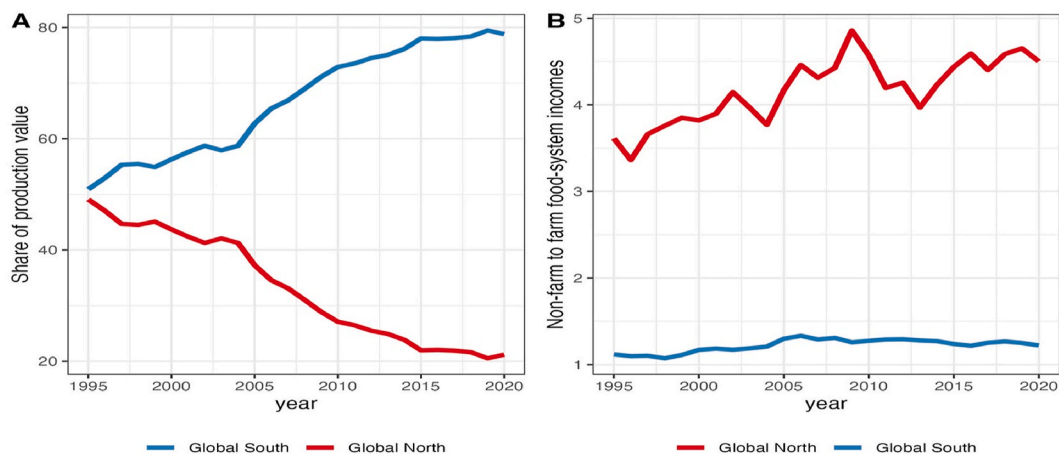 A
Share of production value
80
60
40
20
1995 2000 2005 2010 2015 2020
year
Global South Global North
B
Non-farm to farm food-system incomes
5
4
3
2
1
1995 2000 2005 2010 2015 2020
year
Global North Global South